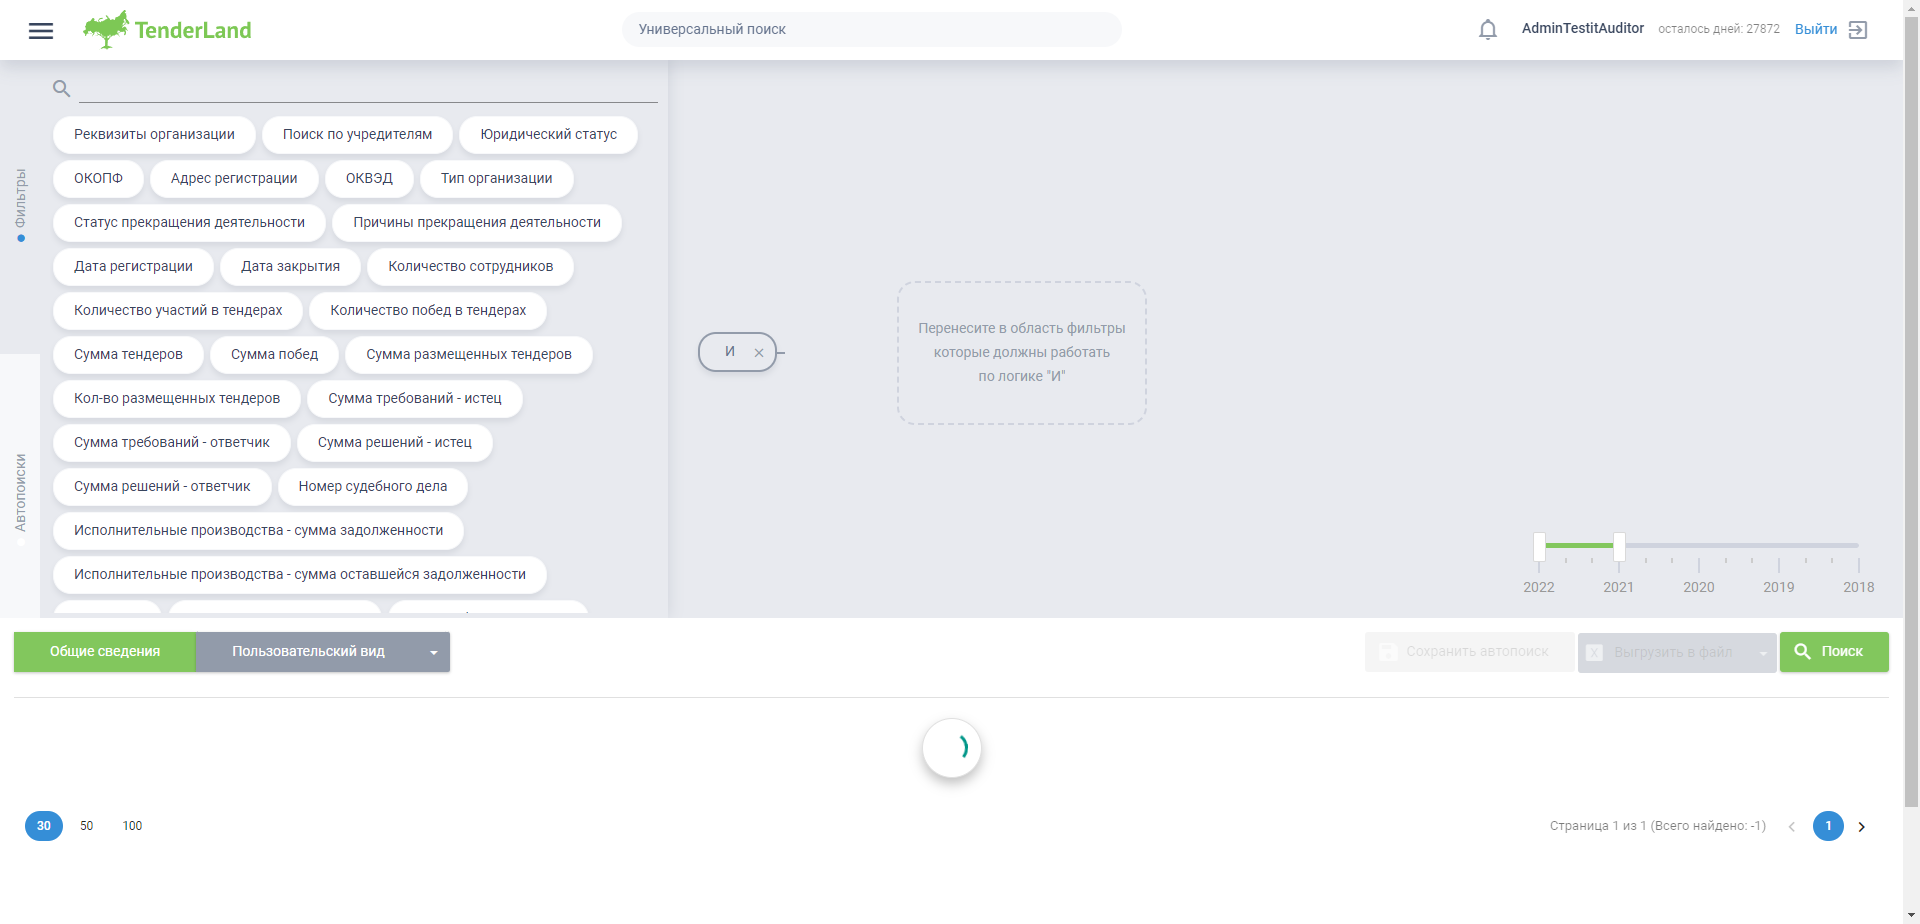 TenderLand
Универсальный поиск
AdminTestitAuditor
осталось дней: 27872
Выйти
Фильтры
Автопоиски
Реквизиты организации
Поиск по учредителям
Юридический статус
ОКОПФ
Адрес регистрации
ОКВЭД
Тип организации
Статус прекращения деятельности
Причины прекращения деятельности
Дата регистрации
Дата закрытия
Количество сотрудников
Количество участий в тендерах
Количество побед в тендерах
Сумма тендеров
Сумма побед
Сумма размещенных тендеров
Кол-во размещенных тендеров
Сумма требований - истец
Сумма требований - ответчик
Сумма решений - истец
Сумма решений - ответчик
Номер судебного дела
Исполнительные производства - сумма задолженности
Исполнительные производства - сумма оставшейся задолженности
И
Перенесите в область фильтры
которые должны работать
по логике "И"
2022
2021
2020
2019
2018
Общие сведения
Пользовательский вид
Сохранить автопоиск
Выгрузить в файл
Поиск
30
50
100
Страница 1 из 1 (Всего найдено: -1)
1